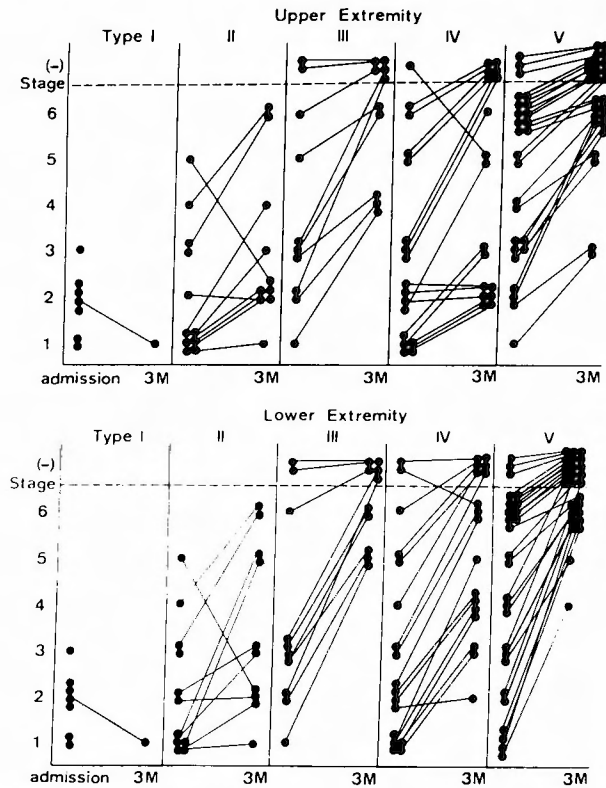 Upper Extremity
Type I II III IV V
(-)
Stage
6
5
4
3
2
1
admission 3M 3M 3M 3M 3M
Lower Extremity
Type I II III IV V
(-)
Stage
6
5
4
3
2
1
admission 3M 3M 3M 3M 3M